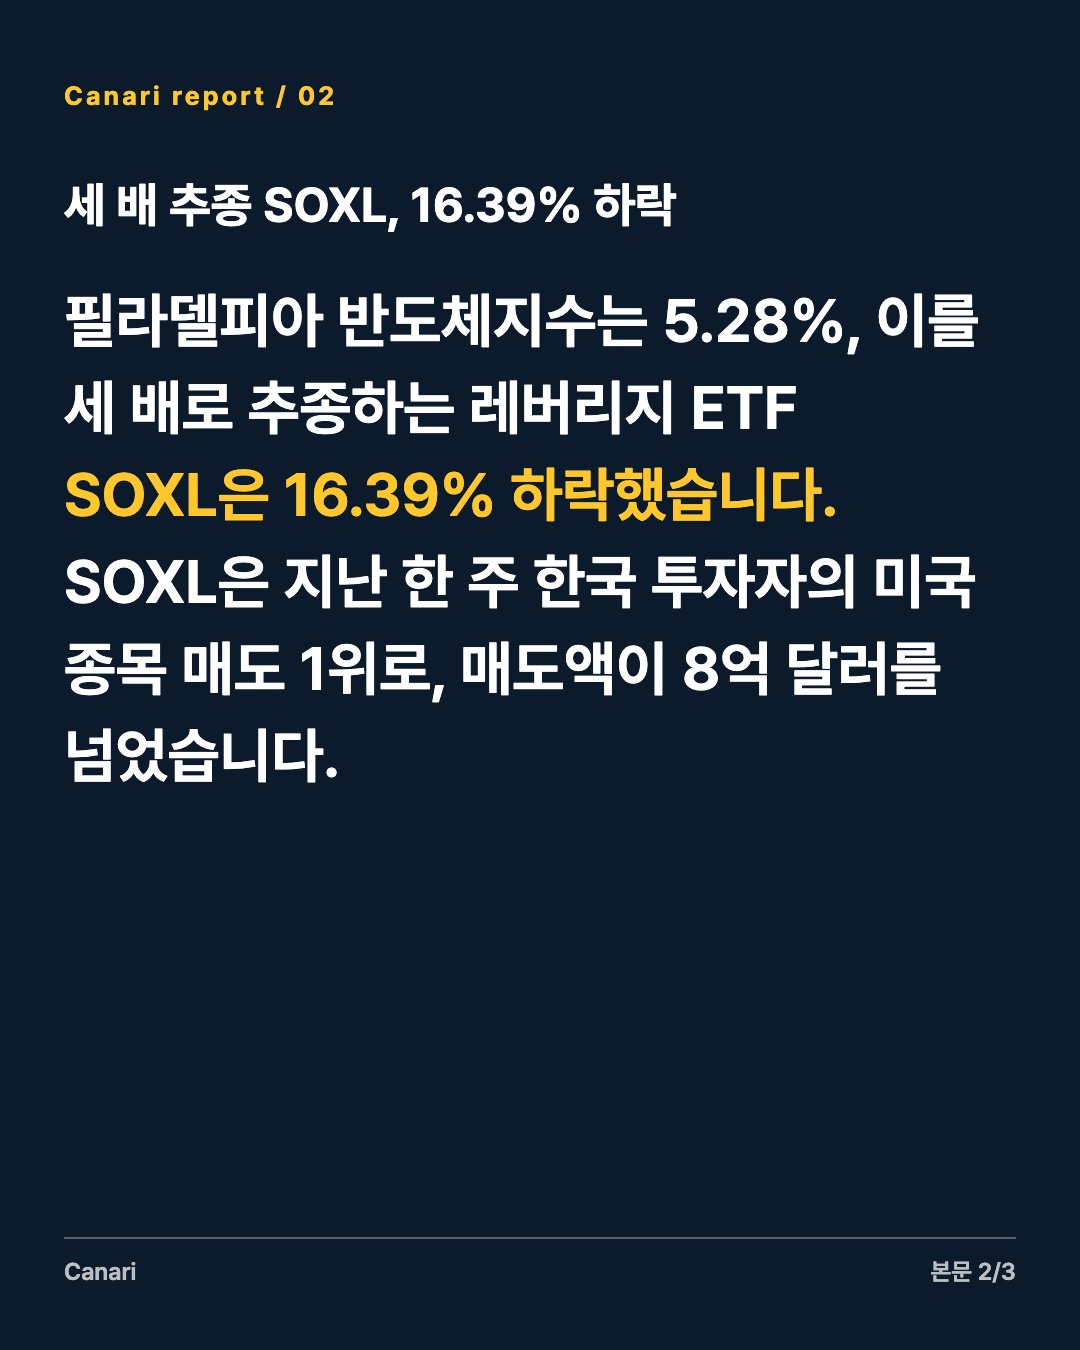 Canari report / 02
세 배 추종 SOXL, 16.39% 하락
필라델피아 반도체지수는 5.28%, 이를
세 배로 추종하는 레버리지 ETF
SOXL은 16.39% 하락했습니다.
SOXL은 지난 한 주 한국 투자자의 미국
종목 매도 1위로, 매도액이 8억 달러를
넘었습니다.
Canari
본문 2/3